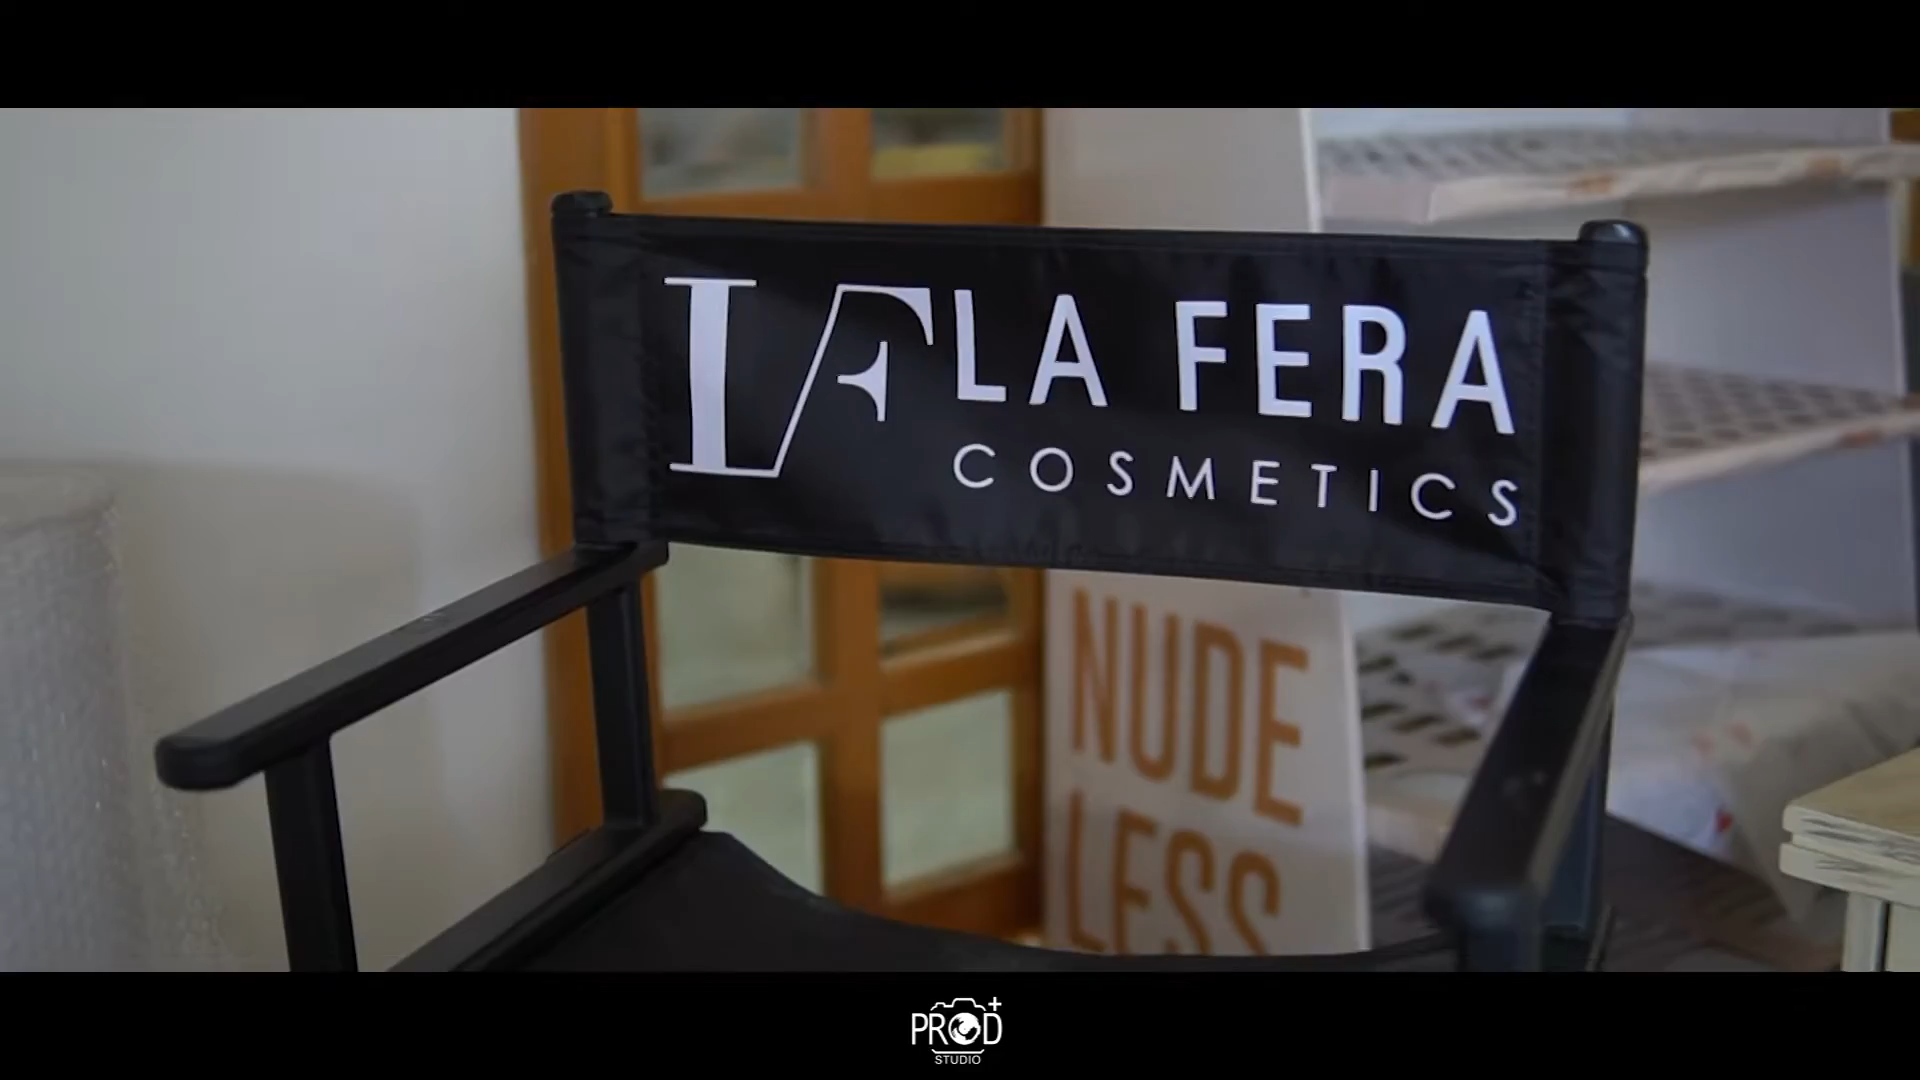 LF LA FERA
COSMETICS
NUDE
LESS
PROD+
STUDIO